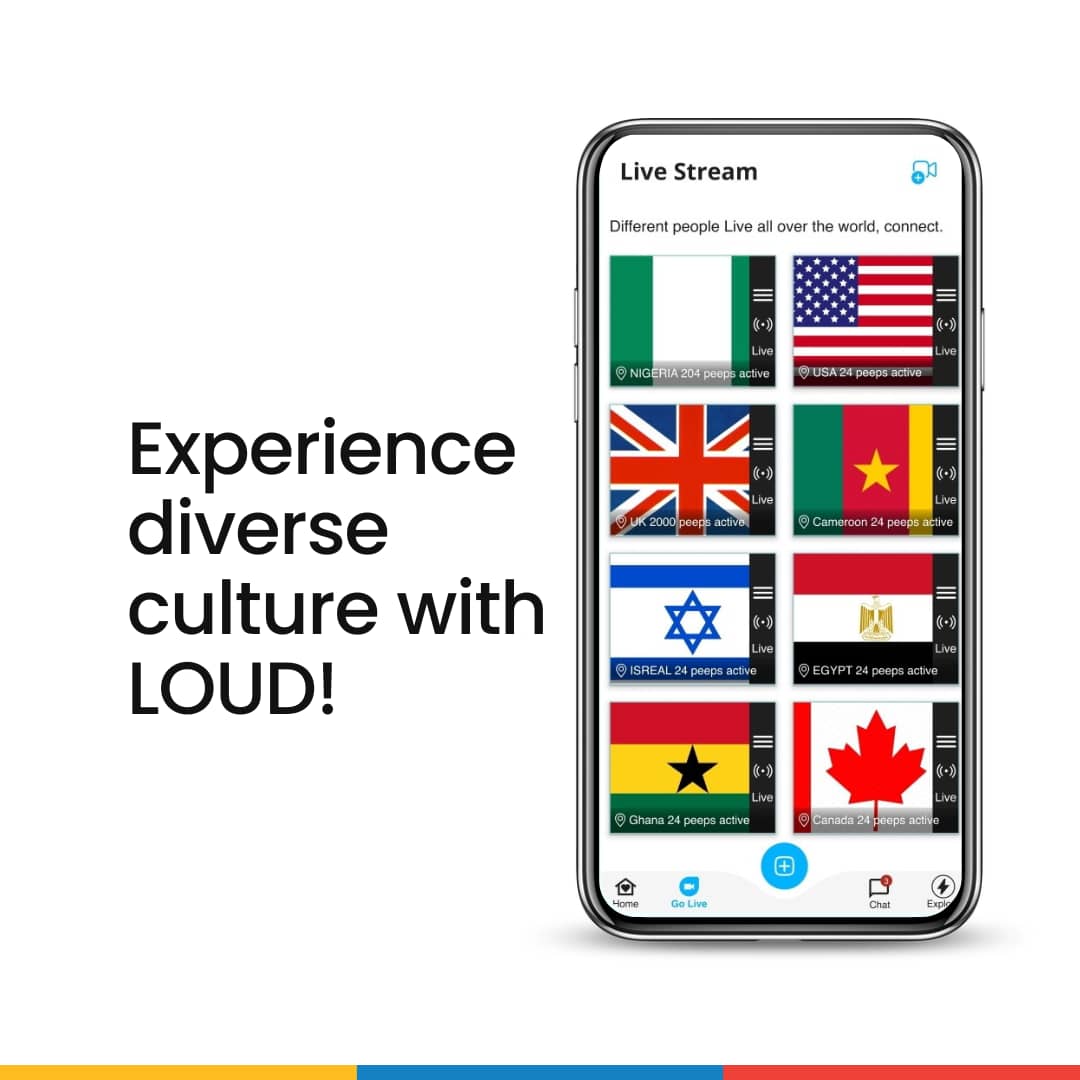 Experience
diverse
culture with
LOUD!
Live Stream
Different people Live all over the world, connect.
Live
NIGERIA 204 peeps active
Live
USA 24 peeps active
Live
UK 2000 peeps active
Live
Cameroon 24 peeps active
Live
ISREAL 24 peeps active
Live
EGYPT 24 peeps active
Live
Ghana 24 peeps active
Live
Canada 24 peeps active
Home
Go Live
3
Chat
Explo